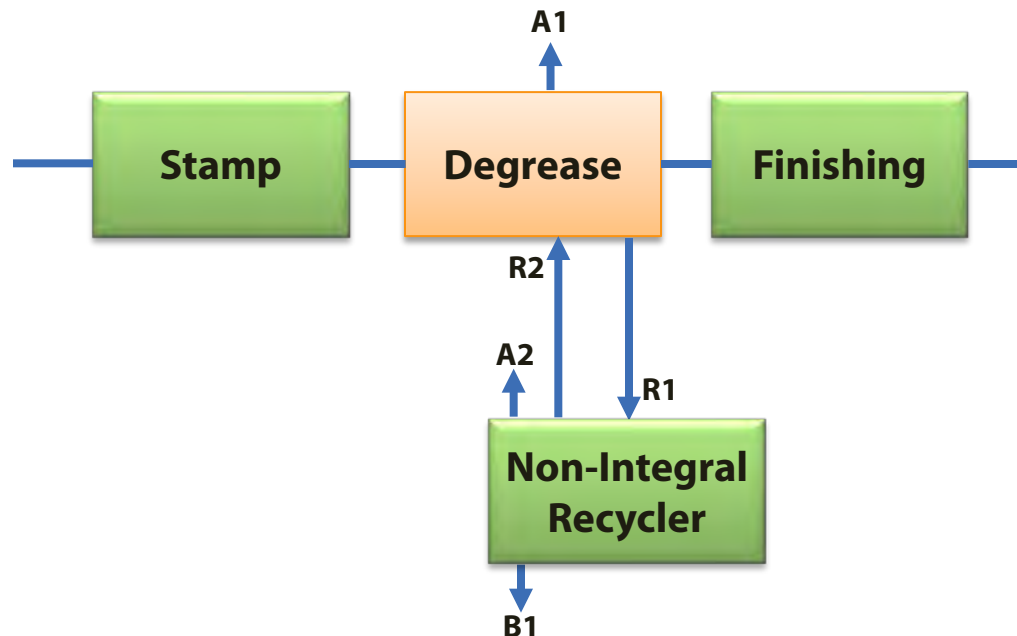 A1
Stamp
Degrease
Finishing
R2
A2
R1
Non-Integral
Recycler
B1